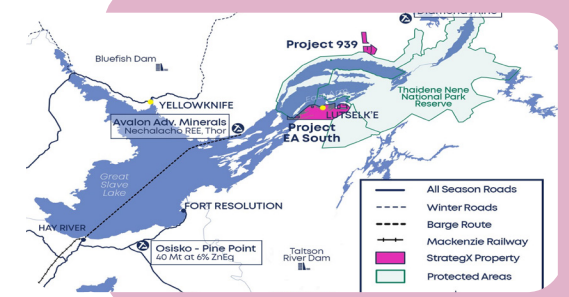 Diamond Mine
Project 939
Bluefish Dam
Thaidene Nene
National Park
Reserve
YELLOWKNIFE
LUTSELK'E
Avalon Adv. Minerals
Nechalacho REE, Thor
Project
EA South
Great
Slave
Lake
FORT RESOLUTION
HAY RIVER
Osisko - Pine Point
40 Mt at 6% ZnEq
Taltson
River Dam
All Season Roads
Winter Roads
Barge Route
Mackenzie Railway
StrategX Property
Protected Areas